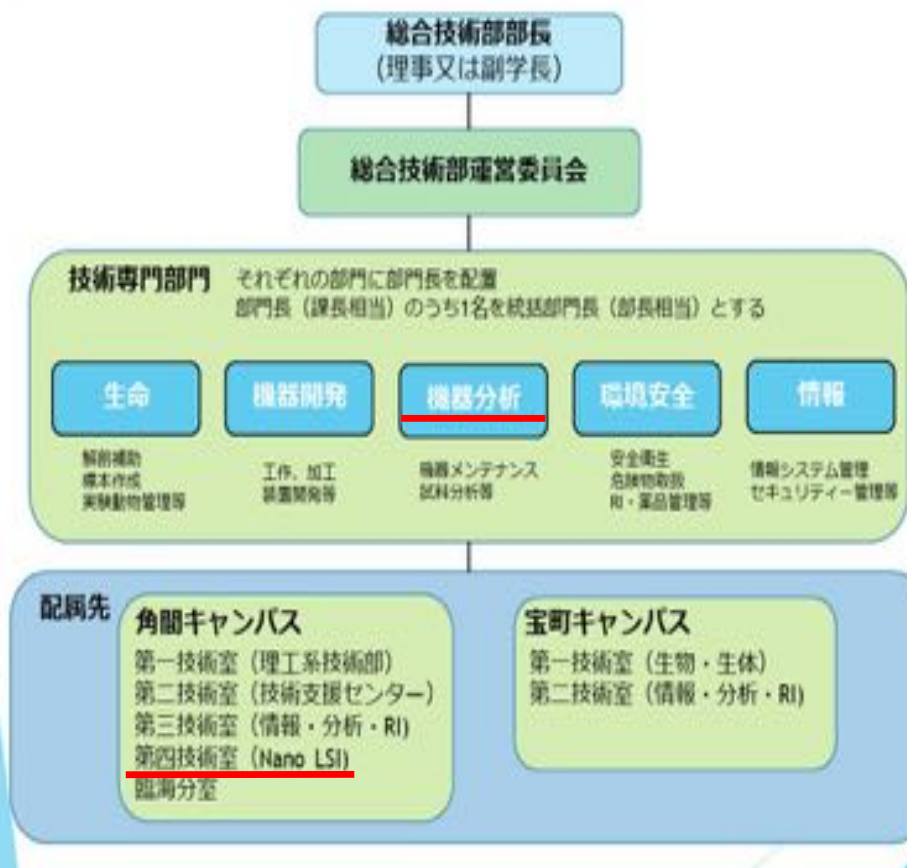 総合技術部部長
(理事又は副学長)
総合技術部運営委員会
技術専門部門
それぞれの部門に部門長を配置
部門長（課長相当）のうち1名を統括部門長（部長相当）とする
生命
解剖補助
標本作成
実験動物管理等
機器開発
工作、加工
装置開発等
機器分析
機器メンテナンス
試料分析等
環境安全
安全衛生
危険物取扱
RI・薬品管理等
情報
情報システム管理
セキュリティー管理等
配属先
角間キャンパス
第一技術室（理工系技術部）
第二技術室（技術支援センター）
第三技術室（情報・分析・RI）
第四技術室（Nano LSI）
臨海分室
宝町キャンパス
第一技術室（生物・生体）
第二技術室（情報・分析・RI）